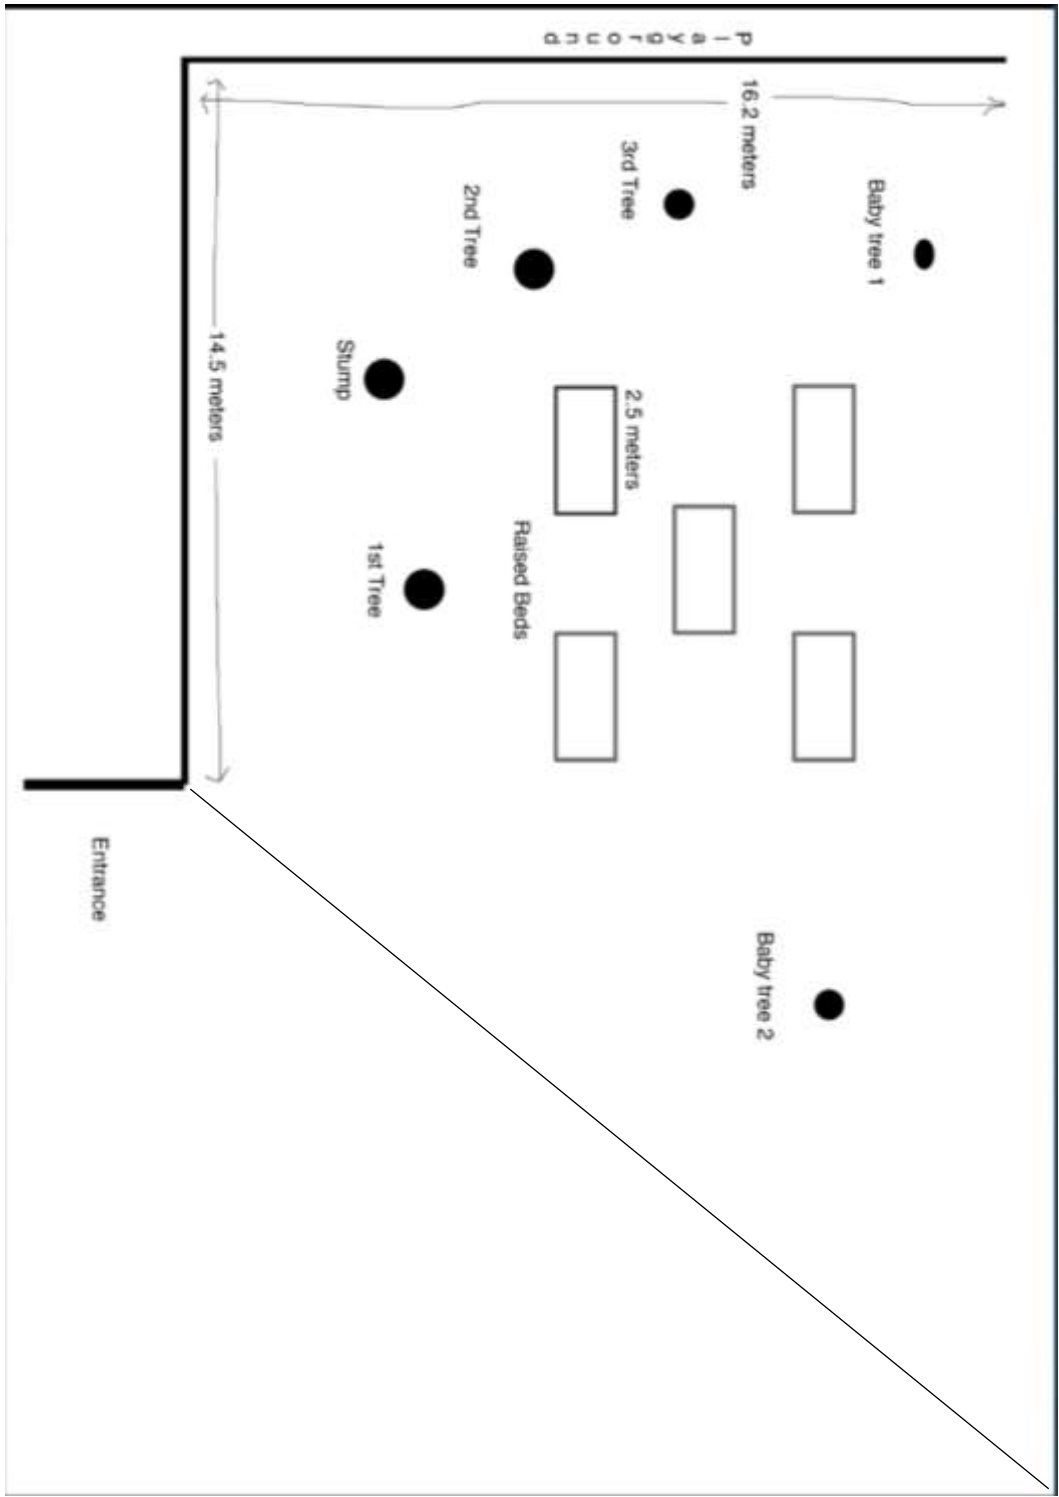 Playground
16.2 meters
Baby tree 1
3rd Tree
2nd Tree
Stump
14.5 meters
2.5 meters
Raised Beds
1st Tree
Entrance
Baby tree 2